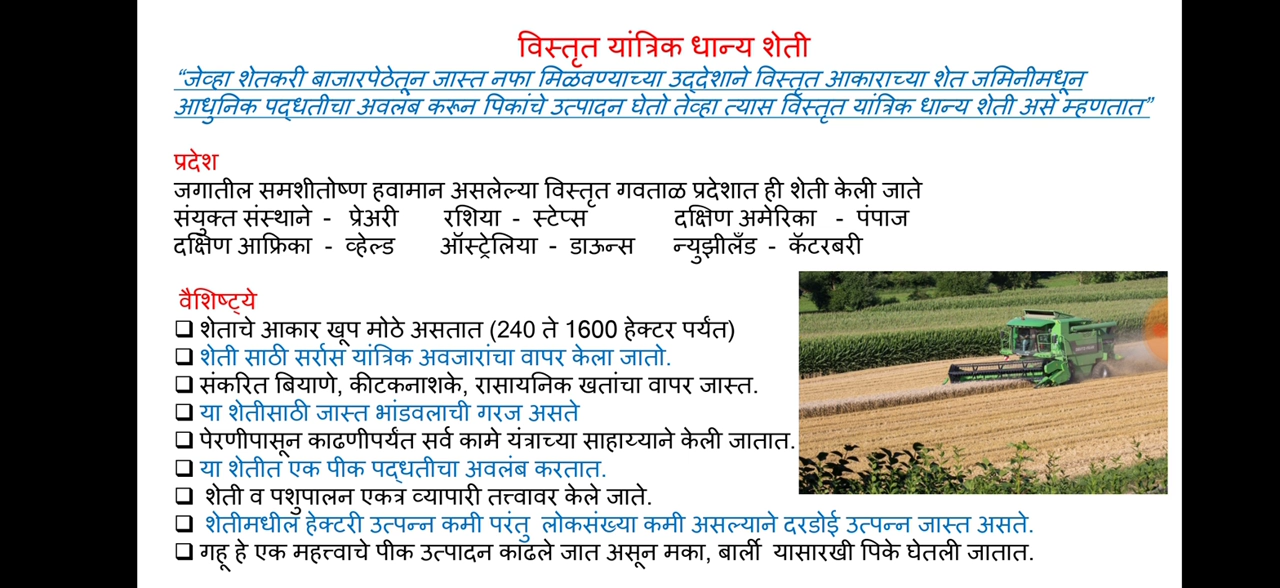 विस्तृत यांत्रिक धान्य शेती
“जेव्हा शेतकरी बाजारपेठेतून जास्त नफा मिळवण्याच्या उद्देशाने विस्तृत आकाराच्या शेत जमिनीमधून
आधुनिक पद्धतीचा अवलंब करून पिकांचे उत्पादन घेतो तेव्हा त्यास विस्तृत यांत्रिक धान्य शेती असे म्हणतात”
प्रदेश
जगातील समशीतोष्ण हवामान असलेल्या विस्तृत गवताळ प्रदेशात ही शेती केली जाते
संयुक्त संस्थाने - प्रेअरी रशिया - स्टेप्स दक्षिण अमेरिका - पंपाज
दक्षिण आफ्रिका - व्हेल्ड ऑस्ट्रेलिया - डाऊन्स न्युझीलँड - कॅटरबरी
वैशिष्ट्ये
❑ शेताचे आकार खूप मोठे असतात (240 ते 1600 हेक्टर पर्यंत)
❑ शेती साठी सर्रास यांत्रिक अवजारांचा वापर केला जातो.
❑ संकरित बियाणे, कीटकनाशके, रासायनिक खतांचा वापर जास्त.
❑ या शेतीसाठी जास्त भांडवलाची गरज असते
❑ पेरणीपासून काढणीपर्यंत सर्व कामे यंत्राच्या साहाय्याने केली जातात.
❑ या शेतीत एक पीक पद्धतीचा अवलंब करतात.
❑ शेती व पशुपालन एकत्र व्यापारी तत्त्वावर केले जाते.
❑ शेतीमधील हेक्टरी उत्पन्न कमी परंतु लोकसंख्या कमी असल्याने दरडोई उत्पन्न जास्त असते.
❑ गहू हे एक महत्त्वाचे पीक उत्पादन काढले जात असून मका, बार्ली यासारखी पिके घेतली जातात.